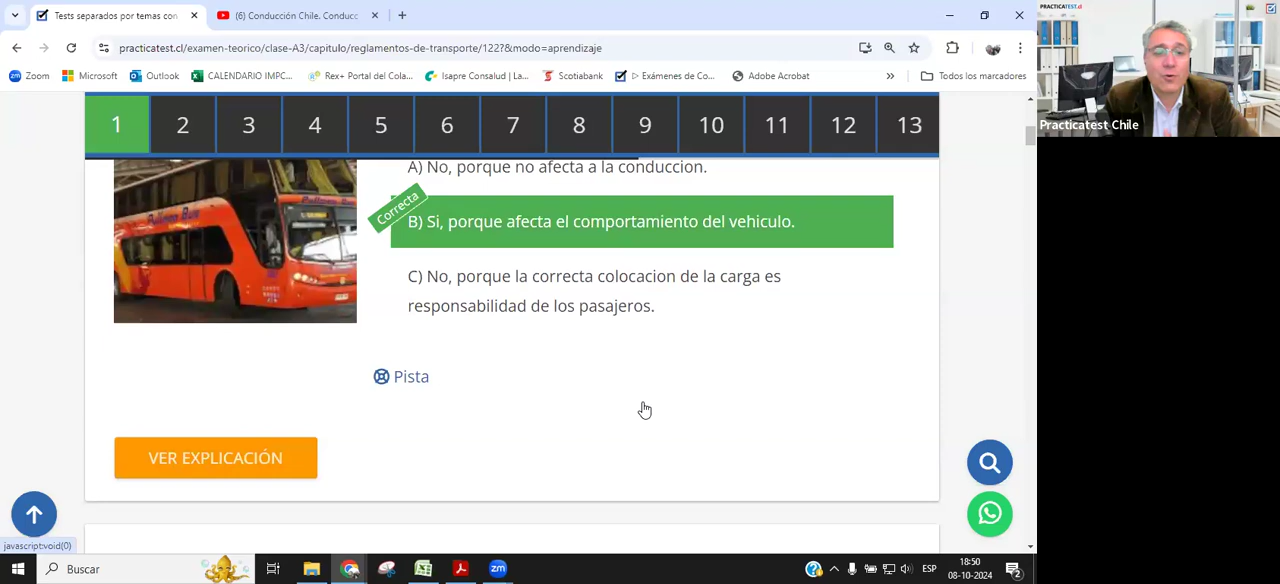 Tests separados por temas con
(6) Conducción Chile. Conducc
practicatest.cl/examen-teorico/clase-A3/capitulo/reglamentos-de-transporte/122?&modo=aprendizaje
Zoom
Microsoft
Outlook
CALENDARIO IMPC...
Rex+ Portal del Cola...
Isapre Consalud | La...
Scotiabank
▷ Exámenes de Co...
Adobe Acrobat
»
Todos los marcadores
PRACTICATEST.cl
Practicatest Chile
1 2 3 4 5 6 7 8 9 10 11 12 13
A) No, porque no afecta a la conduccion.
Correcta
B) Si, porque afecta el comportamiento del vehiculo.
C) No, porque la correcta colocacion de la carga es
responsabilidad de los pasajeros.
Pista
VER EXPLICACIÓN
javascript:void(0)
Buscar
ESP
18:50
08-10-2024
2